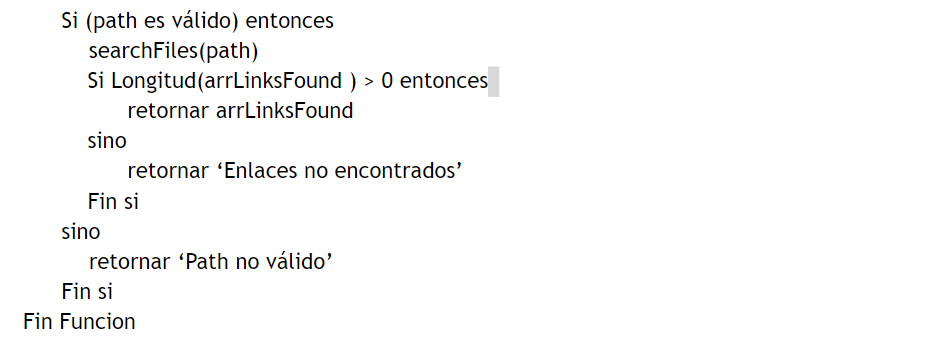 Si (path es válido) entonces
searchFiles(path)
Si Longitud(arrLinksFound ) > 0 entonces
retornar arrLinksFound
sino
retornar ‘Enlaces no encontrados’
Fin si
sino
retornar ‘Path no válido’
Fin si
Fin Funcion